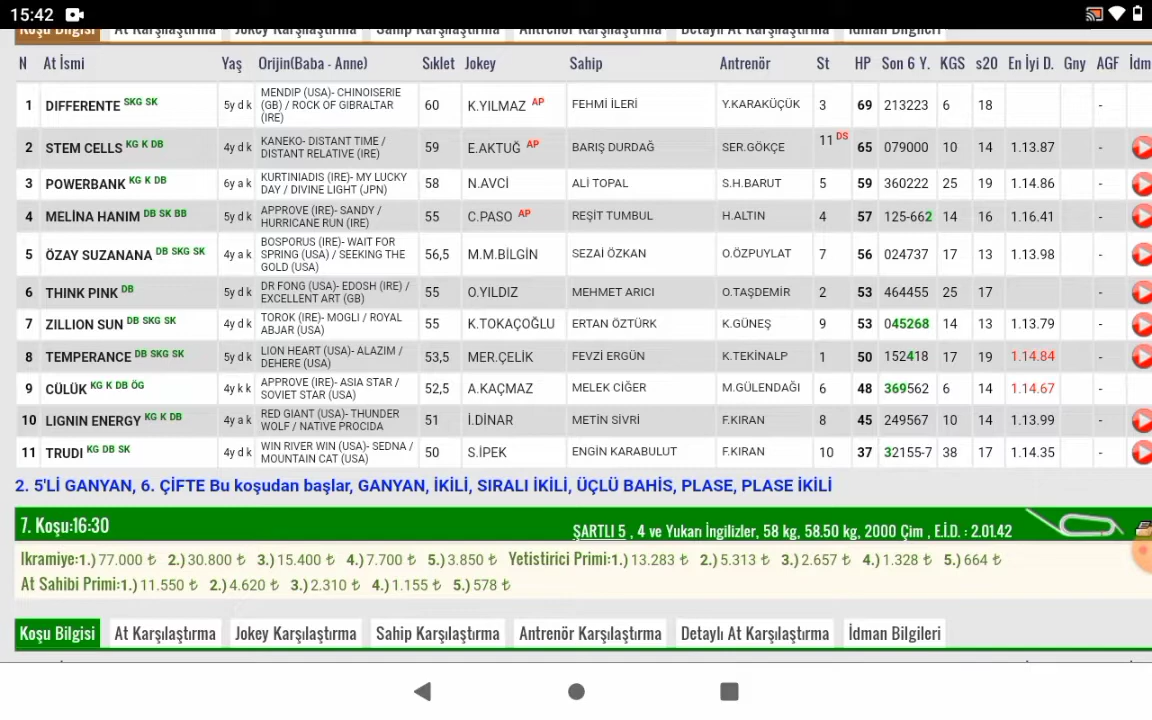 15:42
Koşu Bilgisi At Karşılaştırma Jokey Karşılaştırma Sahip Karşılaştırma Antrenör Karşılaştırma Detaylı At Karşılaştırma İdman Bilgileri
N At İsmi Yaş Orijin(Baba - Anne) Sıklet Jokey Sahip Antrenör St HP Son 6 Y. KGS s20 En İyi D. Gny AGF İdm
1 DIFFERENTE SKG SK 5y d k MENDIP (USA)- CHINOISERIE (GB) / ROCK OF GIBRALTAR (IRE) 60 K.YILMAZ AP FEHMİ İLERİ Y.KARAKÜÇÜK 3 69 213223 6 18 -
2 STEM CELLS KG K DB 4y d k KANEKO- DISTANT TIME / DISTANT RELATIVE (IRE) 59 E.AKTUĞ AP BARIŞ DURDAĞ SER.GÖKÇE 11 DS 65 079000 10 14 1.13.87 -
3 POWERBANK KG K DB 6y a k KURTINIADIS (IRE)- MY LUCKY DAY / DIVINE LIGHT (JPN) 58 N.AVCİ ALİ TOPAL S.H.BARUT 5 59 360222 25 19 1.14.86 -
4 MELİNA HANIM DB SK BB 5y d k APPROVE (IRE)- SANDY / HURRICANE RUN (IRE) 55 C.PASO AP REŞİT TUMBUL H.ALTIN 4 57 125-662 14 16 1.16.41 -
5 ÖZAY SUZANANA DB SKG SK 4y a k BOSPORUS (IRE)- WAIT FOR SPRING (USA) / SEEKING THE GOLD (USA) 56,5 M.M.BİLGİN SEZAİ ÖZKAN O.ÖZPUYLAT 7 56 024737 17 13 1.13.98 -
6 THINK PINK DB 5y d k DR FONG (USA)- EDOSH (IRE) / EXCELLENT ART (GB) 55 O.YILDIZ MEHMET ARICI O.TAŞDEMİR 2 53 464455 25 17 -
7 ZILLION SUN DB SKG SK 4y d k TOROK (IRE)- MOGLI / ROYAL ABJAR (USA) 55 K.TOKAÇOĞLU ERTAN ÖZTÜRK K.GÜNEŞ 9 53 045268 14 13 1.13.79 -
8 TEMPERANCE DB SKG SK 5y d k LION HEART (USA)- ALAZIM / DEHERE (USA) 53,5 MER.ÇELİK FEVZİ ERGÜN K.TEKİNALP 1 50 152418 17 19 1.14.84 -
9 CÜLÜK KG K DB ÖG 4y k k APPROVE (IRE)- ASIA STAR / SOVIET STAR (USA) 52,5 A.KAÇMAZ MELEK CİĞER M.GÜLENDAĞI 6 48 369562 6 14 1.14.67 -
10 LIGNIN ENERGY KG K DB 4y a k RED GIANT (USA)- THUNDER WOLF / NATIVE PROCIDA 51 İ.DİNAR METİN SİVRİ F.KIRAN 8 45 249567 10 14 1.13.99 -
11 TRUDI KG DB SK 4y d k WIN RIVER WIN (USA)- SEDNA / MOUNTAIN CAT (USA) 50 S.İPEK ENGİN KARABULUT F.KIRAN 10 37 32155-7 38 17 1.14.35 -
2. 5'Lİ GANYAN, 6. ÇİFTE Bu koşudan başlar, GANYAN, İKİLİ, SIRALI İKİLİ, ÜÇLÜ BAHİS, PLASE, PLASE İKİLİ
7. Koşu:16:30 ŞARTLI 5 , 4 ve Yukarı İngilizler, 58 kg, 58.50 kg, 2000 Çim , E.İ.D. : 2.01.42
Ikramiye:1.) 77.000 ₺ 2.) 30.800 ₺ 3.) 15.400 ₺ 4.) 7.700 ₺ 5.) 3.850 ₺ Yetistirici Primi:1.) 13.283 ₺ 2.) 5.313 ₺ 3.) 2.657 ₺ 4.) 1.328 ₺ 5.) 664 ₺
At Sahibi Primi:1.) 11.550 ₺ 2.) 4.620 ₺ 3.) 2.310 ₺ 4.) 1.155 ₺ 5.) 578 ₺
Koşu Bilgisi At Karşılaştırma Jokey Karşılaştırma Sahip Karşılaştırma Antrenör Karşılaştırma Detaylı At Karşılaştırma İdman Bilgileri